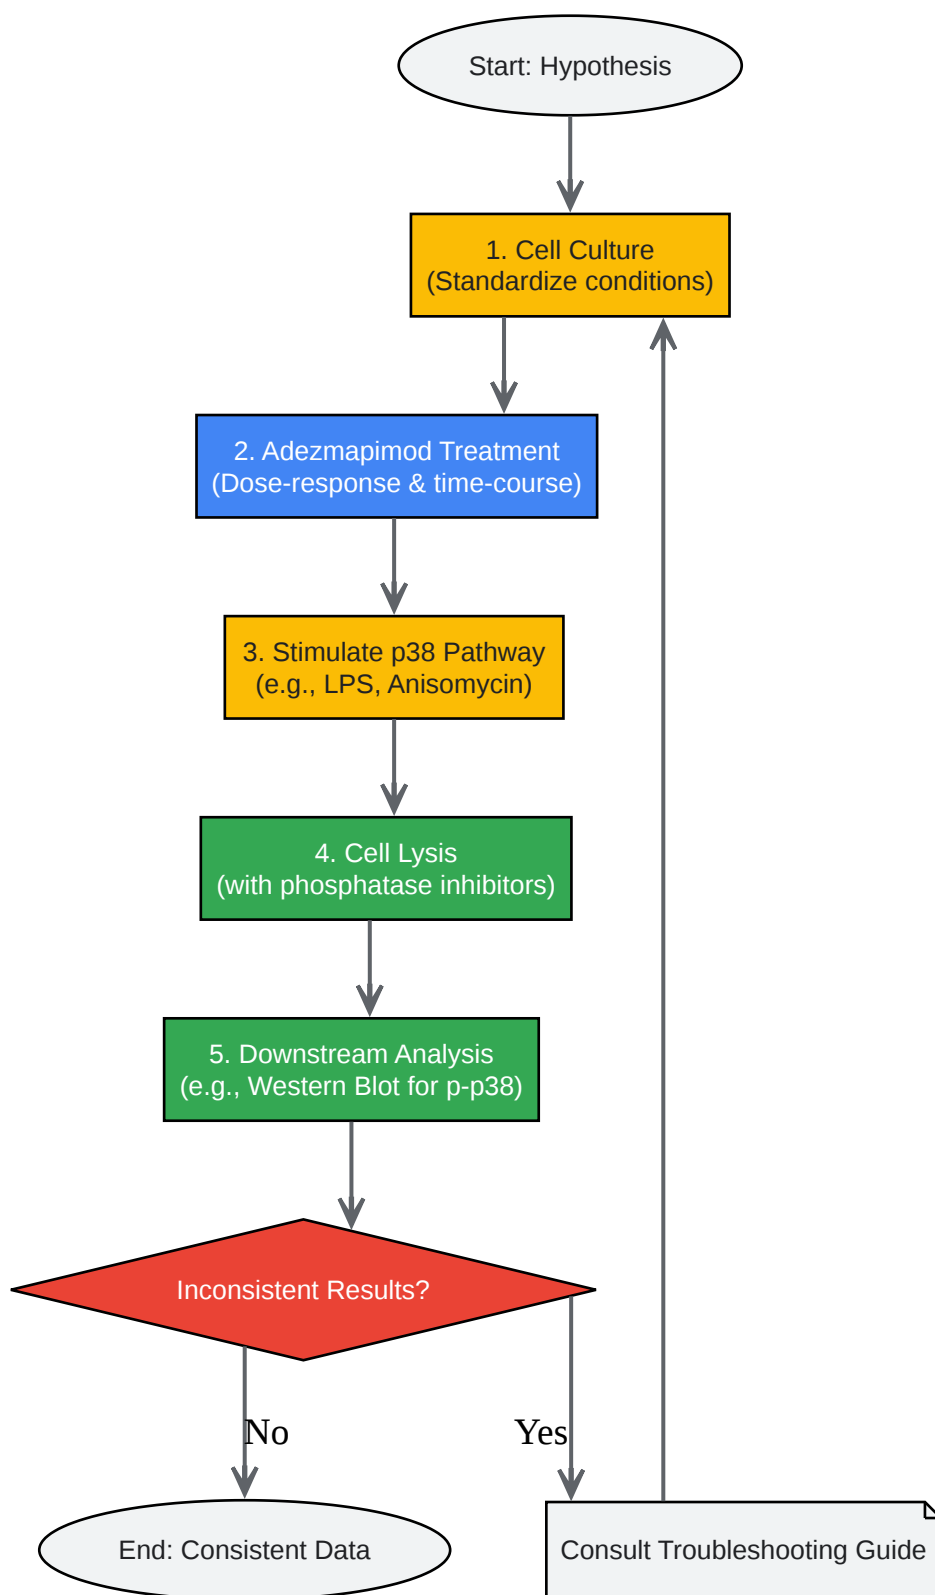 Start: Hypothesis
1. Cell Culture
(Standardize conditions)
2. Adezmapimod Treatment
(Dose-response & time-course)
3. Stimulate p38 Pathway
(e.g., LPS, Anisomycin)
4. Cell Lysis
(with phosphatase inhibitors)
5. Downstream Analysis
(e.g., Western Blot for p-p38)
Inconsistent Results?
No
Yes
End: Consistent Data
Consult Troubleshooting Guide